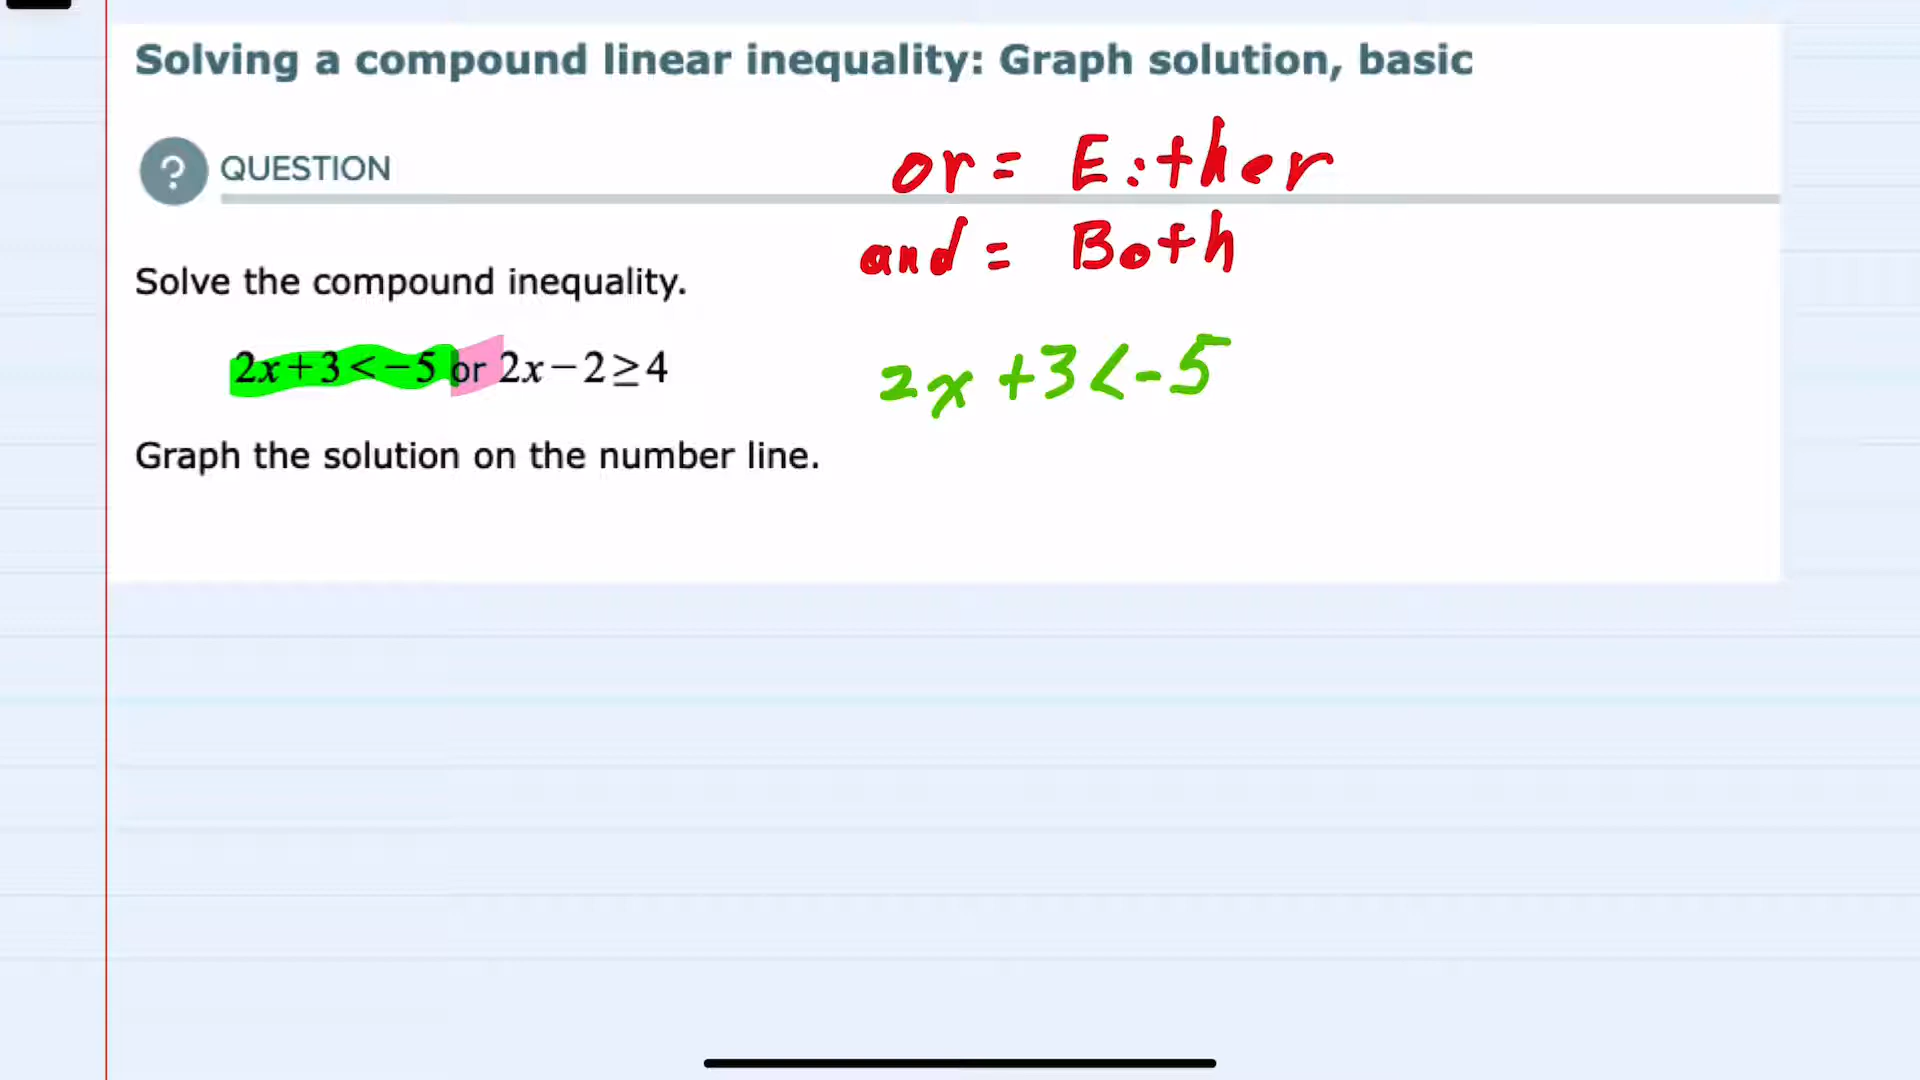 Solving a compound linear inequality: Graph solution, basic
? QUESTION
or = Either
and = Both
Solve the compound inequality.
2x+3<−5 or 2x−2≥4
2x +3<-5
Graph the solution on the number line.